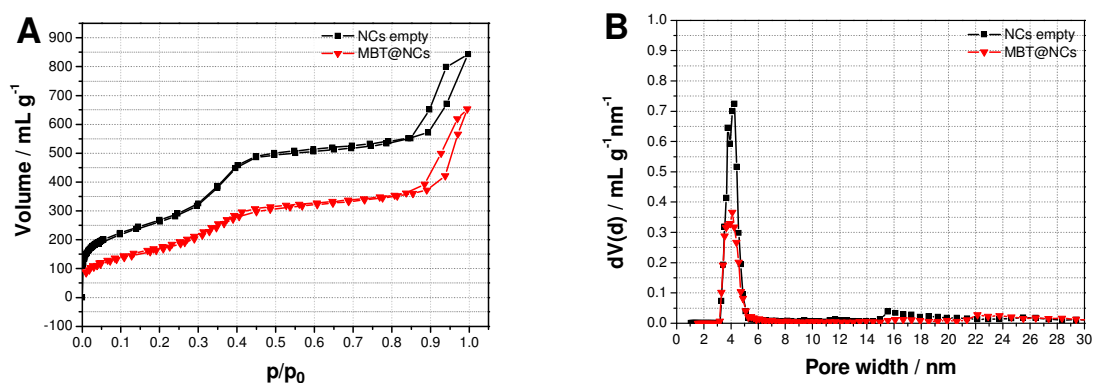 A
NCs empty
MBT@NCs
Volume / mL g⁻¹
900
800
700
600
500
400
300
200
100
0
-100
0.0 0.1 0.2 0.3 0.4 0.5 0.6 0.7 0.8 0.9 1.0
p/p₀
B
NCs empty
MBT@NCs
dV(d) / mL g⁻¹nm⁻¹
1.0
0.9
0.8
0.7
0.6
0.5
0.4
0.3
0.2
0.1
0.0
0 2 4 6 8 10 12 14 16 18 20 22 24 26 28 30
Pore width / nm